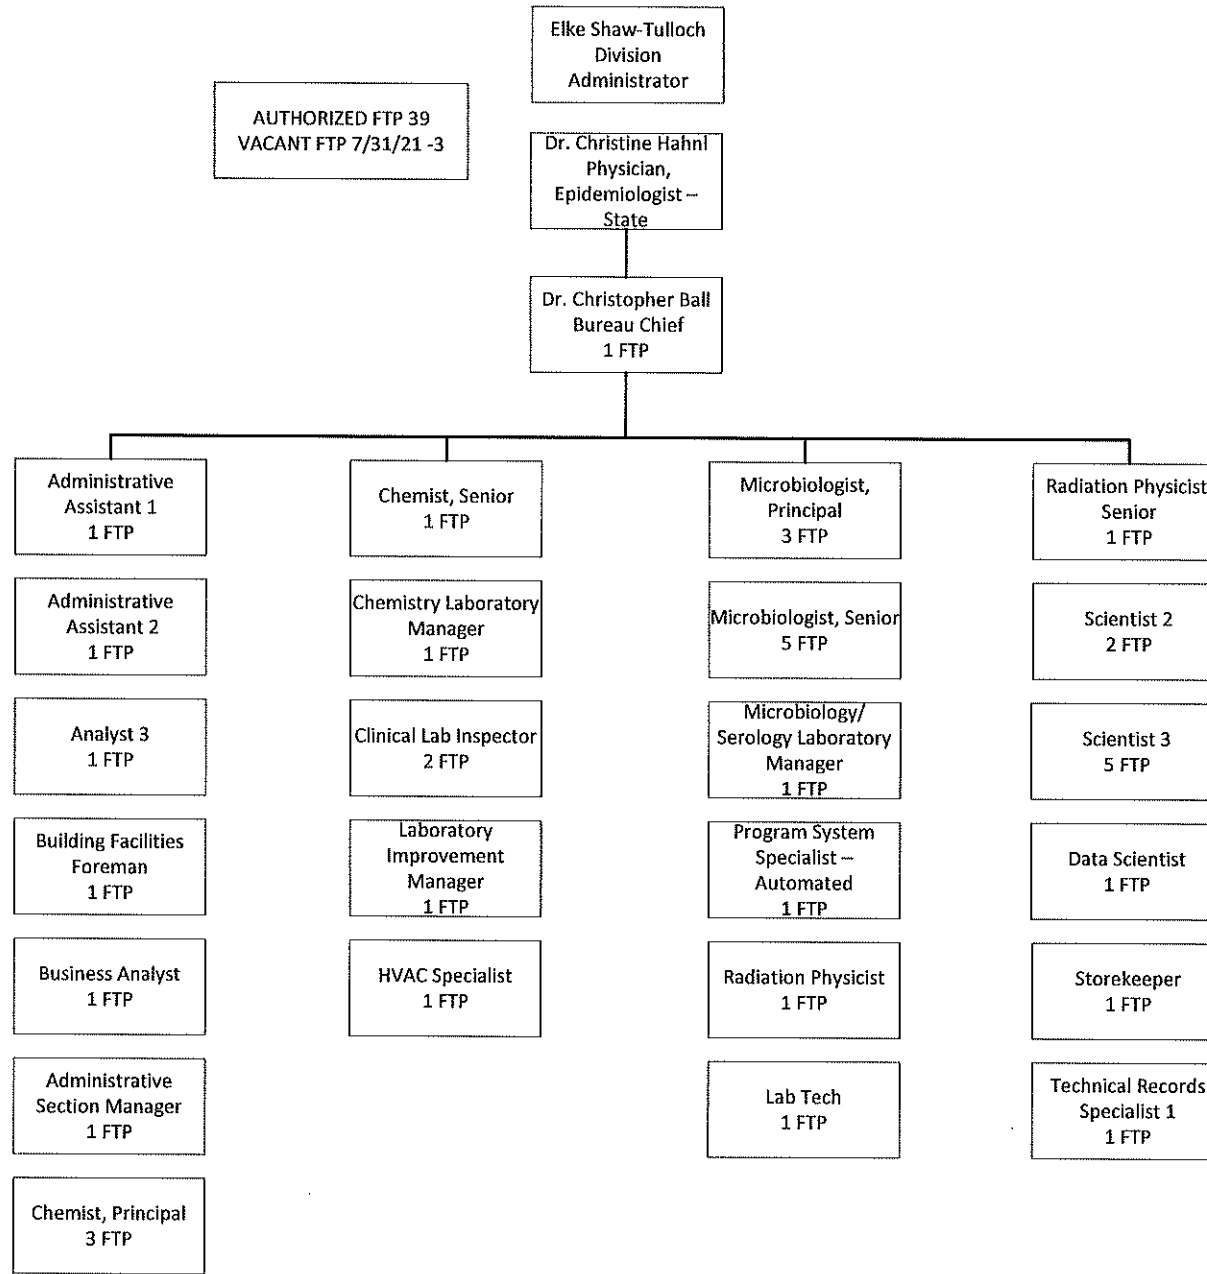 Elke Shaw-Tulloch
Division
Administrator
AUTHORIZED FTP 39
VACANT FTP 7/31/21 -3
Dr. Christine Hahnl
Physician,
Epidemiologist –
State
Dr. Christopher Ball
Bureau Chief
1 FTP
Administrative
Assistant 1
1 FTP
Administrative
Assistant 2
1 FTP
Analyst 3
1 FTP
Building Facilities
Foreman
1 FTP
Business Analyst
1 FTP
Administrative
Section Manager
1 FTP
Chemist, Principal
3 FTP
Chemist, Senior
1 FTP
Chemistry Laboratory
Manager
1 FTP
Clinical Lab Inspector
2 FTP
Laboratory
Improvement
Manager
1 FTP
HVAC Specialist
1 FTP
Microbiologist,
Principal
3 FTP
Microbiologist, Senior
5 FTP
Microbiology/
Serology Laboratory
Manager
1 FTP
Program System
Specialist –
Automated
1 FTP
Radiation Physicist
1 FTP
Lab Tech
1 FTP
Radiation Physicist
Senior
1 FTP
Scientist 2
2 FTP
Scientist 3
5 FTP
Data Scientist
1 FTP
Storekeeper
1 FTP
Technical Records
Specialist 1
1 FTP